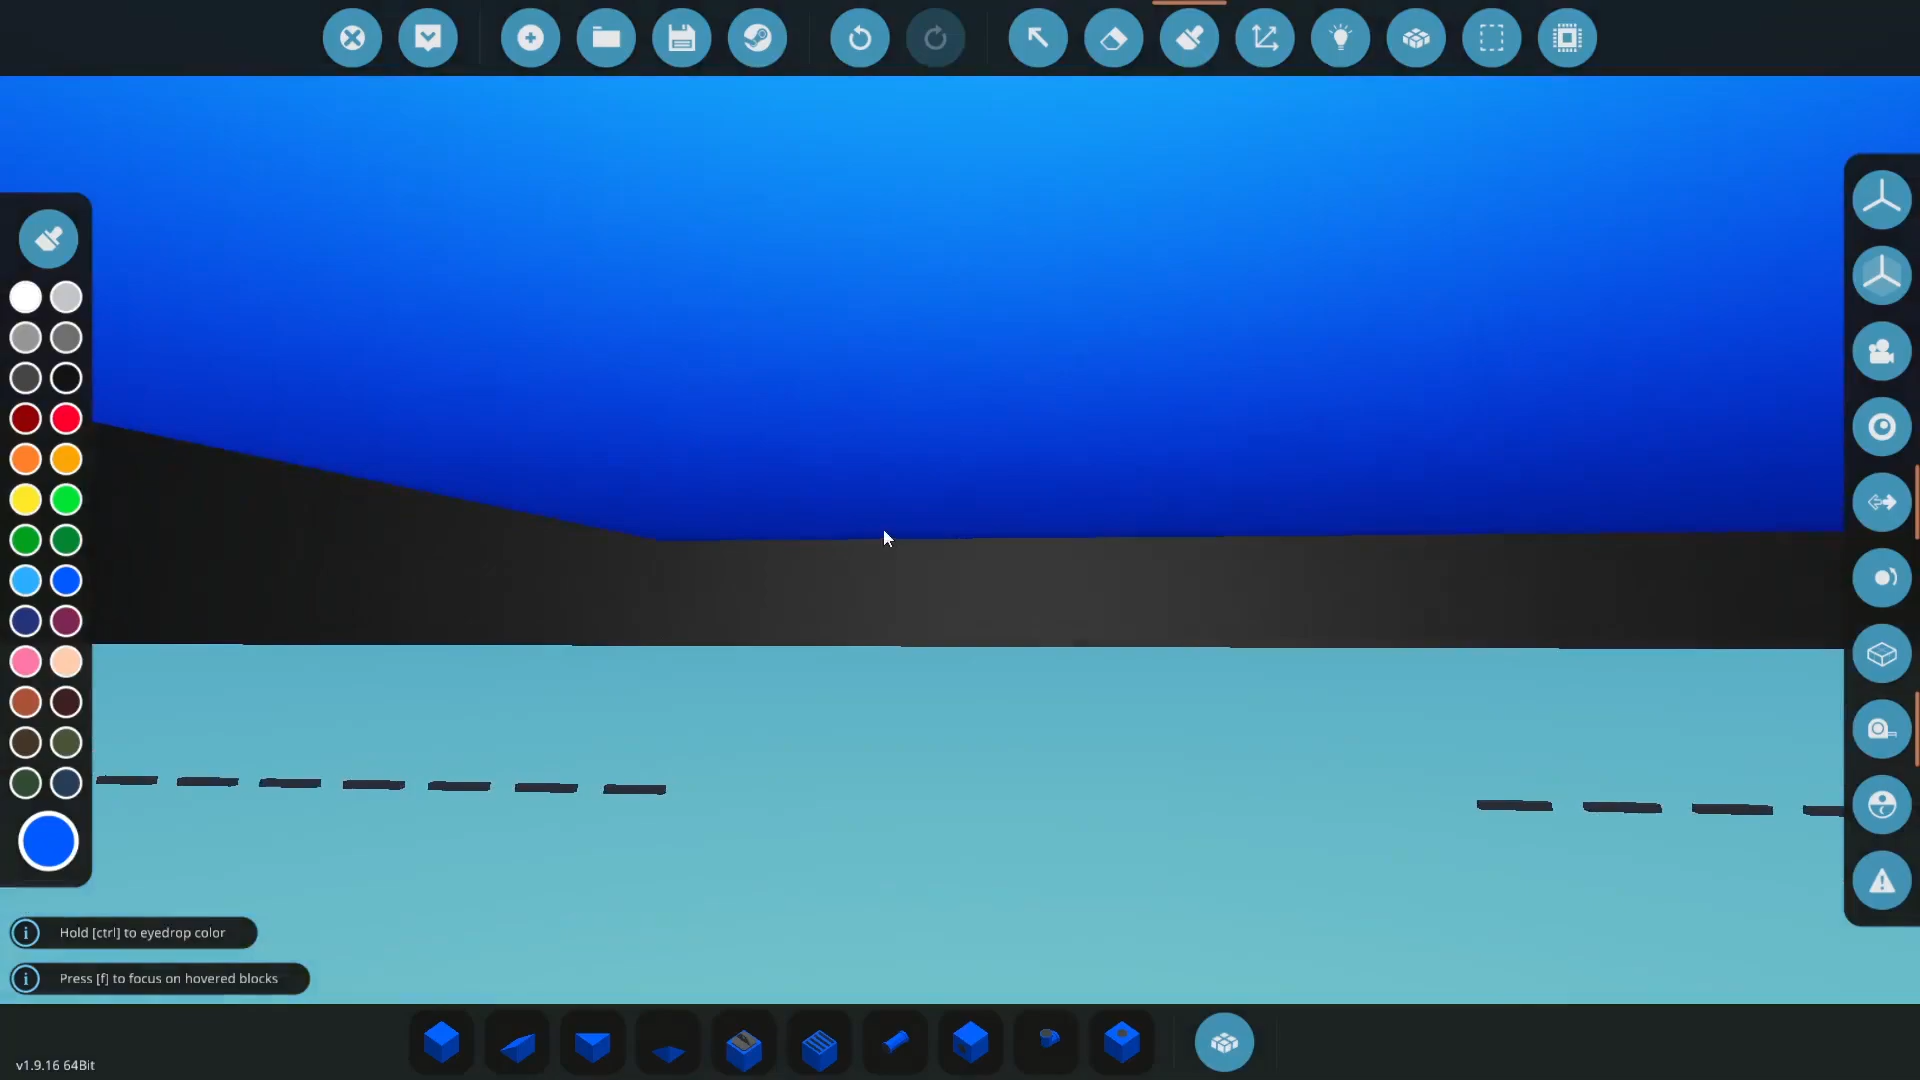 Hold [ctrl] to eyedrop color
Press [f] to focus on hovered blocks
v1.9.16 64Bit